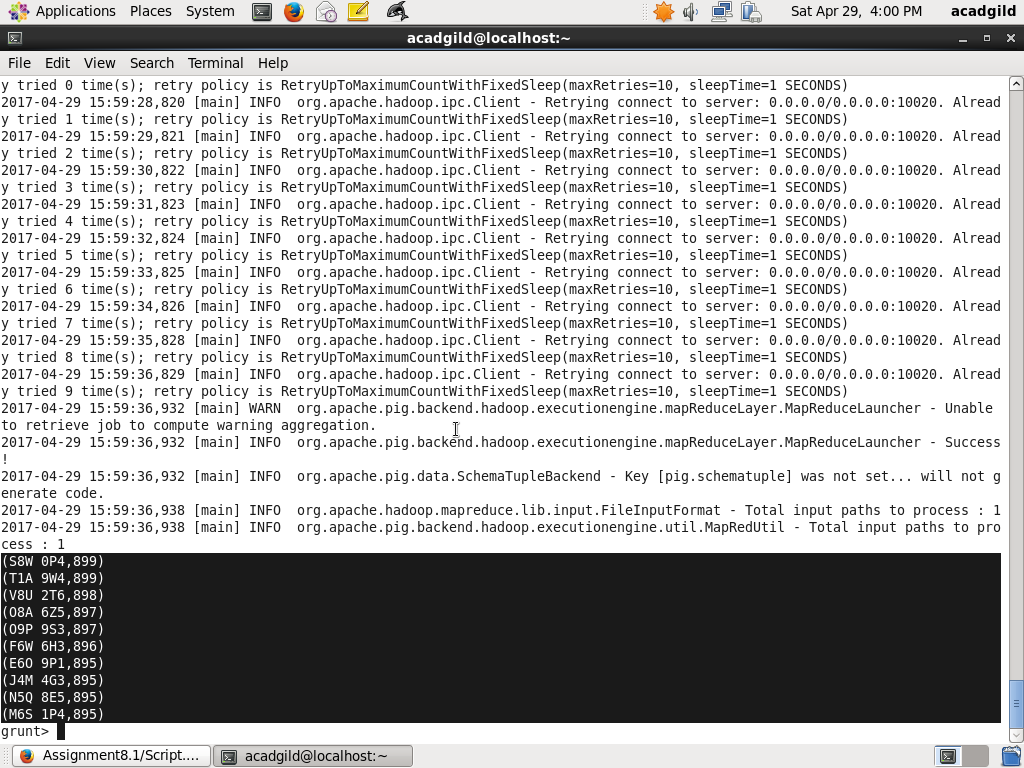 Applications Places System Sat Apr 29, 4:00 PM acadgild
acadgild@localhost:~
File Edit View Search Terminal Help
y tried 0 time(s); retry policy is RetryUpToMaximumCountWithFixedSleep(maxRetries=10, sleepTime=1 SECONDS)
2017-04-29 15:59:28,820 [main] INFO  org.apache.hadoop.ipc.Client - Retrying connect to server: 0.0.0.0/0.0.0.0:10020. Alread
y tried 1 time(s); retry policy is RetryUpToMaximumCountWithFixedSleep(maxRetries=10, sleepTime=1 SECONDS)
2017-04-29 15:59:29,821 [main] INFO  org.apache.hadoop.ipc.Client - Retrying connect to server: 0.0.0.0/0.0.0.0:10020. Alread
y tried 2 time(s); retry policy is RetryUpToMaximumCountWithFixedSleep(maxRetries=10, sleepTime=1 SECONDS)
2017-04-29 15:59:30,822 [main] INFO  org.apache.hadoop.ipc.Client - Retrying connect to server: 0.0.0.0/0.0.0.0:10020. Alread
y tried 3 time(s); retry policy is RetryUpToMaximumCountWithFixedSleep(maxRetries=10, sleepTime=1 SECONDS)
2017-04-29 15:59:31,823 [main] INFO  org.apache.hadoop.ipc.Client - Retrying connect to server: 0.0.0.0/0.0.0.0:10020. Alread
y tried 4 time(s); retry policy is RetryUpToMaximumCountWithFixedSleep(maxRetries=10, sleepTime=1 SECONDS)
2017-04-29 15:59:32,824 [main] INFO  org.apache.hadoop.ipc.Client - Retrying connect to server: 0.0.0.0/0.0.0.0:10020. Alread
y tried 5 time(s); retry policy is RetryUpToMaximumCountWithFixedSleep(maxRetries=10, sleepTime=1 SECONDS)
2017-04-29 15:59:33,825 [main] INFO  org.apache.hadoop.ipc.Client - Retrying connect to server: 0.0.0.0/0.0.0.0:10020. Alread
y tried 6 time(s); retry policy is RetryUpToMaximumCountWithFixedSleep(maxRetries=10, sleepTime=1 SECONDS)
2017-04-29 15:59:34,826 [main] INFO  org.apache.hadoop.ipc.Client - Retrying connect to server: 0.0.0.0/0.0.0.0:10020. Alread
y tried 7 time(s); retry policy is RetryUpToMaximumCountWithFixedSleep(maxRetries=10, sleepTime=1 SECONDS)
2017-04-29 15:59:35,828 [main] INFO  org.apache.hadoop.ipc.Client - Retrying connect to server: 0.0.0.0/0.0.0.0:10020. Alread
y tried 8 time(s); retry policy is RetryUpToMaximumCountWithFixedSleep(maxRetries=10, sleepTime=1 SECONDS)
2017-04-29 15:59:36,829 [main] INFO  org.apache.hadoop.ipc.Client - Retrying connect to server: 0.0.0.0/0.0.0.0:10020. Alread
y tried 9 time(s); retry policy is RetryUpToMaximumCountWithFixedSleep(maxRetries=10, sleepTime=1 SECONDS)
2017-04-29 15:59:36,932 [main] WARN  org.apache.pig.backend.hadoop.executionengine.mapReduceLayer.MapReduceLauncher - Unable
to retrieve job to compute warning aggregation.
2017-04-29 15:59:36,932 [main] INFO  org.apache.pig.backend.hadoop.executionengine.mapReduceLayer.MapReduceLauncher - Success
!
2017-04-29 15:59:36,932 [main] INFO  org.apache.pig.data.SchemaTupleBackend - Key [pig.schematuple] was not set... will not g
enerate code.
2017-04-29 15:59:36,938 [main] INFO  org.apache.hadoop.mapreduce.lib.input.FileInputFormat - Total input paths to process : 1
2017-04-29 15:59:36,938 [main] INFO  org.apache.pig.backend.hadoop.executionengine.util.MapRedUtil - Total input paths to pro
cess : 1
(S8W 0P4,899)
(T1A 9W4,899)
(V8U 2T6,898)
(O8A 6Z5,897)
(O9P 9S3,897)
(F6W 6H3,896)
(E6O 9P1,895)
(J4M 4G3,895)
(N5Q 8E5,895)
(M6S 1P4,895)
grunt>
Assignment8.1/Script.... acadgild@localhost:~